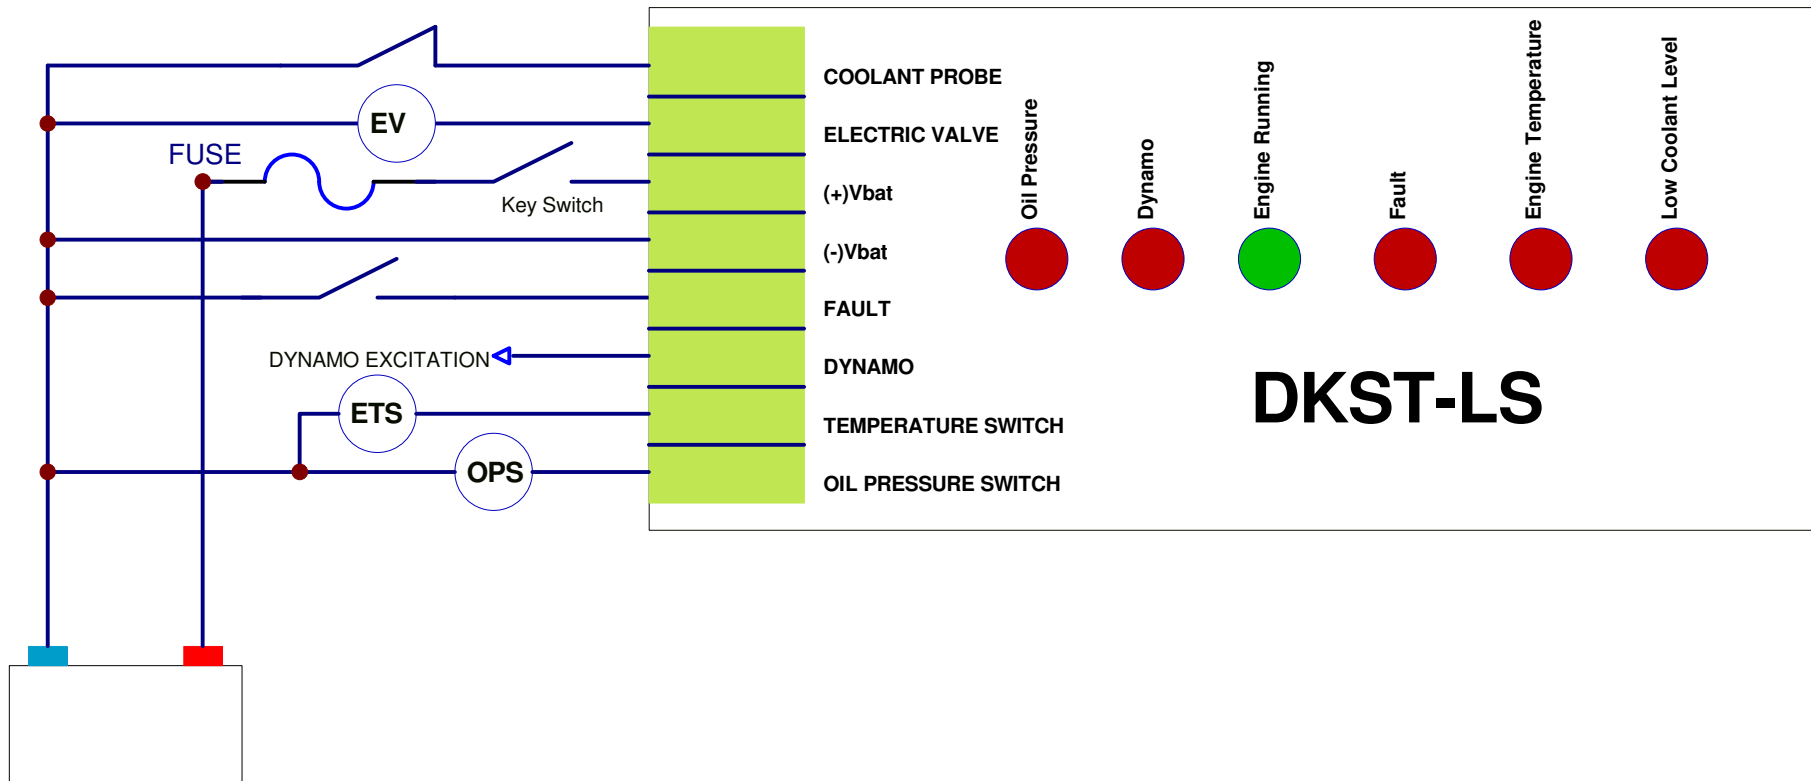 COOLANT PROBE
EV
ELECTRIC VALVE
FUSE
Key Switch
(+)Vbat
(-)Vbat
FAULT
DYNAMO EXCITATION
DYNAMO
ETS
TEMPERATURE SWITCH
OPS
OIL PRESSURE SWITCH
Oil Pressure
Dynamo
Engine Running
Fault
Engine Temperature
Low Coolant Level
DKST-LS